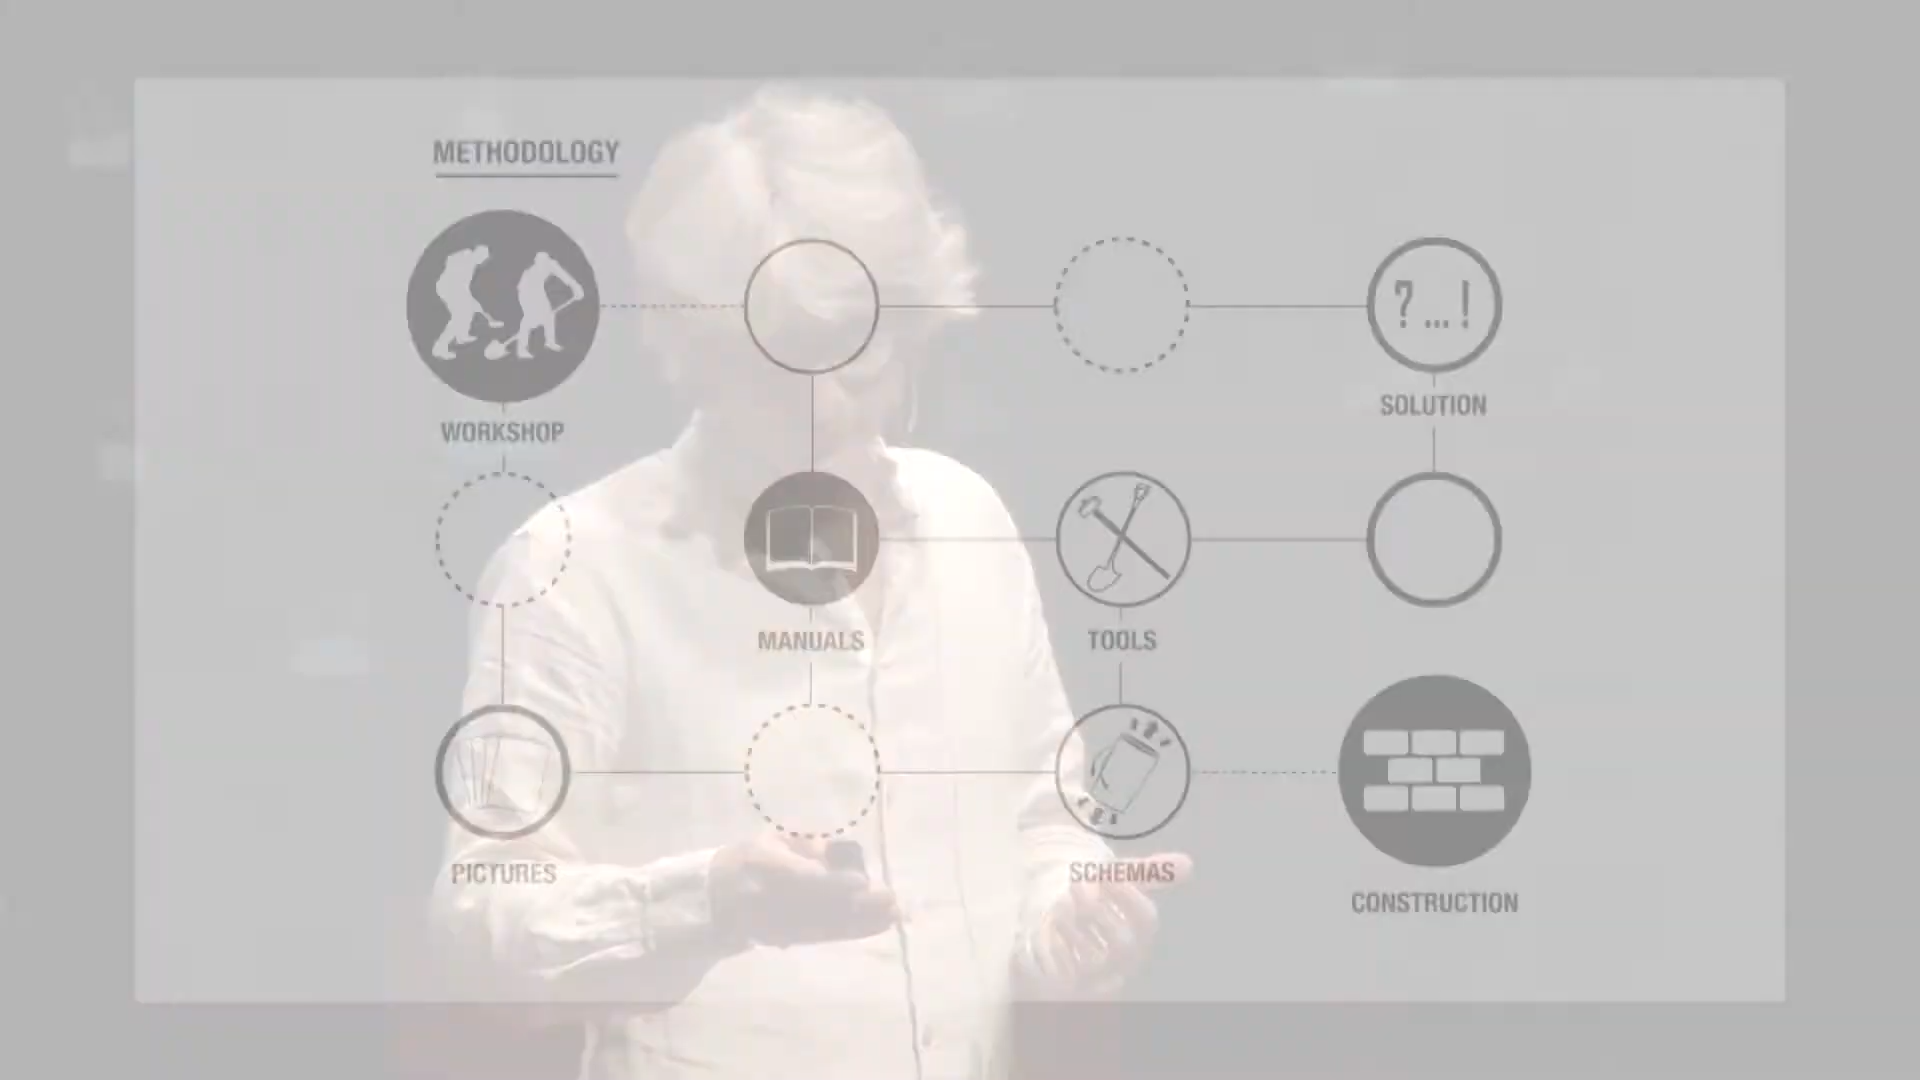 METHODOLOGY
? ... !
SOLUTION
WORKSHOP
MANUALS
TOOLS
PICTURES
SCHEMAS
CONSTRUCTION